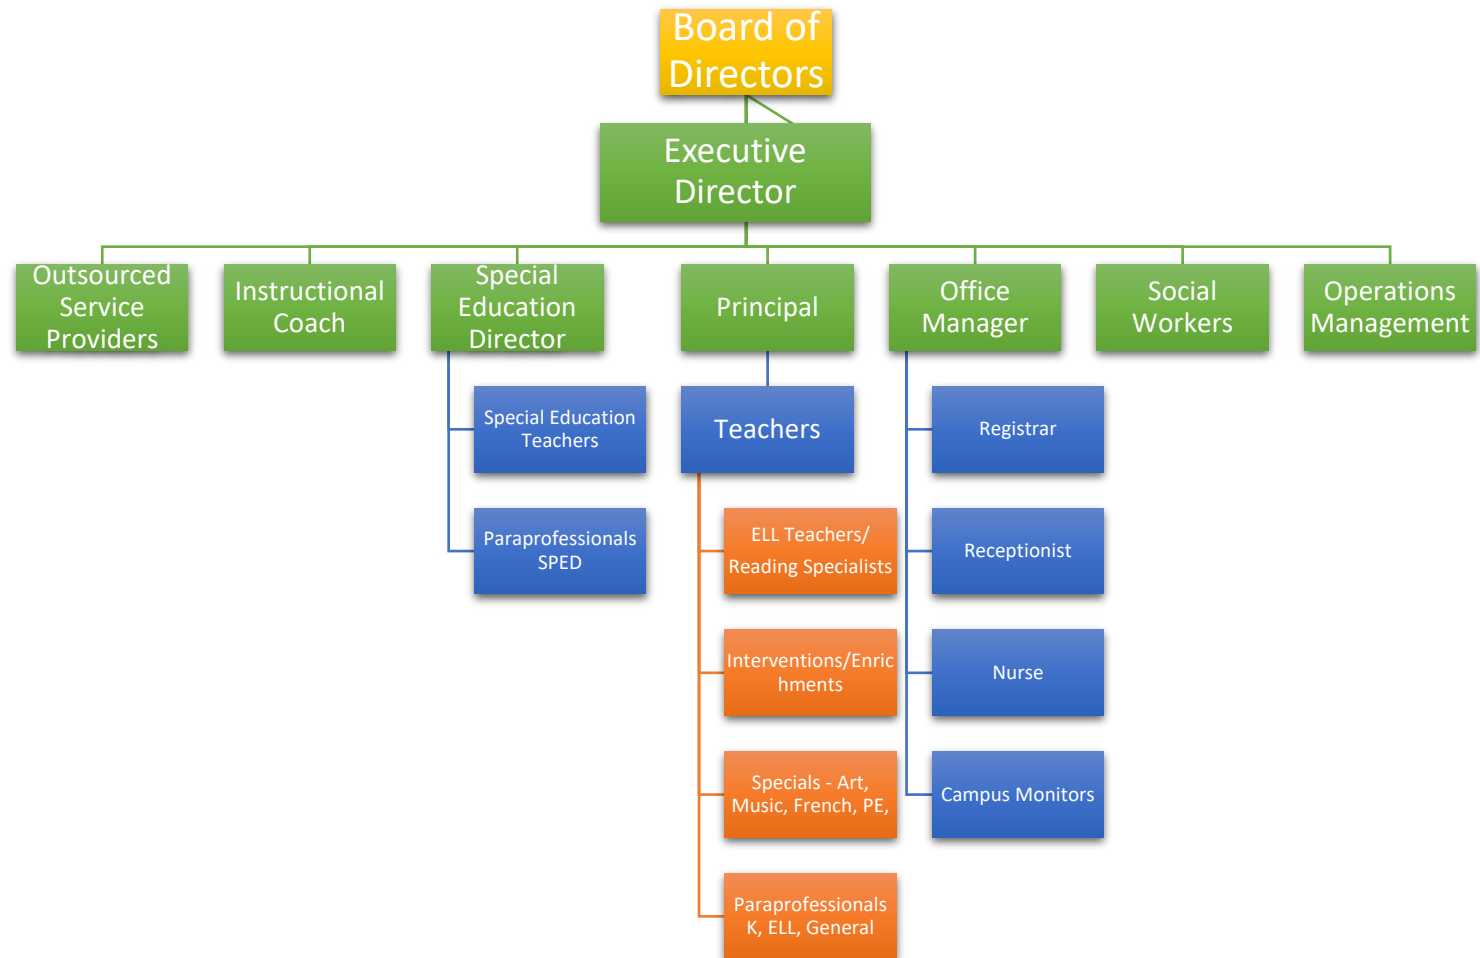 Board of
Directors
Executive
Director
Outsourced
Service
Providers
Instructional
Coach
Special
Education
Director
Principal
Office
Manager
Social
Workers
Operations
Management
Special Education
Teachers
Paraprofessionals
SPED
Teachers
ELL Teachers/
Reading Specialists
Interventions/Enric
hments
Specials - Art,
Music, French, PE,
Paraprofessionals
K, ELL, General
Registrar
Receptionist
Nurse
Campus Monitors